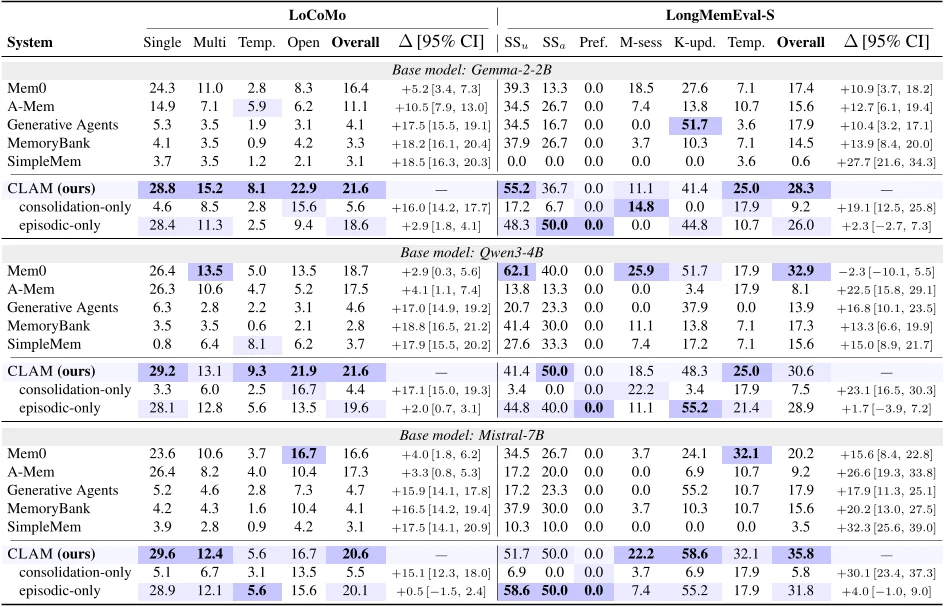 LoCoMo LongMemEval-S
System Single Multi Temp. Open Overall Δ [95% CI] SSu SSa Pref. M-sess K-upd. Temp. Overall Δ [95% CI]
Base model: Gemma-2-2B
Mem0 24.3 11.0 2.8 8.3 16.4 +5.2 [3.4, 7.3] 39.3 13.3 0.0 18.5 27.6 7.1 17.4 +10.9 [3.7, 18.2]
A-Mem 14.9 7.1 5.9 6.2 11.1 +10.5 [7.9, 13.0] 34.5 26.7 0.0 7.4 13.8 10.7 15.6 +12.7 [6.1, 19.4]
Generative Agents 5.3 3.5 1.9 3.1 4.1 +17.5 [15.5, 19.1] 34.5 16.7 0.0 0.0 51.7 3.6 17.9 +10.4 [3.2, 17.1]
MemoryBank 4.1 3.5 0.9 4.2 3.3 +18.2 [16.1, 20.4] 37.9 26.7 0.0 3.7 10.3 7.1 14.5 +13.9 [8.4, 20.0]
SimpleMem 3.7 3.5 1.2 2.1 3.1 +18.5 [16.3, 20.3] 0.0 0.0 0.0 0.0 0.0 3.6 0.6 +27.7 [21.6, 34.3]
CLAM (ours) 28.8 15.2 8.1 22.9 21.6 — 55.2 36.7 0.0 11.1 41.4 25.0 28.3 —
consolidation-only 4.6 8.5 2.8 15.6 5.6 +16.0 [14.2, 17.7] 17.2 6.7 0.0 14.8 0.0 17.9 9.2 +19.1 [12.5, 25.8]
episodic-only 28.4 11.3 2.5 9.4 18.6 +2.9 [1.8, 4.1] 48.3 50.0 0.0 0.0 44.8 10.7 26.0 +2.3 [−2.7, 7.3]
Base model: Qwen3-4B
Mem0 26.4 13.5 5.0 13.5 18.7 +2.9 [0.3, 5.6] 62.1 40.0 0.0 25.9 51.7 17.9 32.9 −2.3 [−10.1, 5.5]
A-Mem 26.3 10.6 4.7 5.2 17.5 +4.1 [1.1, 7.4] 13.8 13.3 0.0 0.0 3.4 17.9 8.1 +22.5 [15.8, 29.1]
Generative Agents 6.3 2.8 2.2 3.1 4.6 +17.0 [14.9, 19.2] 20.7 23.3 0.0 0.0 37.9 0.0 13.9 +16.8 [10.1, 23.5]
MemoryBank 3.5 3.5 0.6 2.1 2.8 +18.8 [16.5, 21.2] 41.4 30.0 0.0 11.1 13.8 7.1 17.3 +13.3 [6.6, 19.9]
SimpleMem 0.8 6.4 8.1 6.2 3.7 +17.9 [15.5, 20.2] 27.6 33.3 0.0 7.4 17.2 7.1 15.6 +15.0 [8.9, 21.7]
CLAM (ours) 29.2 13.1 9.3 21.9 21.6 — 41.4 50.0 0.0 18.5 48.3 25.0 30.6 —
consolidation-only 3.3 6.0 2.5 16.7 4.4 +17.1 [15.0, 19.3] 3.4 0.0 0.0 22.2 3.4 17.9 7.5 +23.1 [16.5, 30.3]
episodic-only 28.1 12.8 5.6 13.5 19.6 +2.0 [0.7, 3.1] 44.8 40.0 0.0 11.1 55.2 21.4 28.9 +1.7 [−3.9, 7.2]
Base model: Mistral-7B
Mem0 23.6 10.6 3.7 16.7 16.6 +4.0 [1.8, 6.2] 34.5 26.7 0.0 3.7 24.1 32.1 20.2 +15.6 [8.4, 22.8]
A-Mem 26.4 8.2 4.0 10.4 17.3 +3.3 [0.8, 5.3] 17.2 20.0 0.0 0.0 6.9 10.7 9.2 +26.6 [19.3, 33.8]
Generative Agents 5.2 4.6 2.8 7.3 4.7 +15.9 [14.1, 17.8] 17.2 23.3 0.0 0.0 55.2 10.7 17.9 +17.9 [11.3, 25.1]
MemoryBank 4.2 4.3 1.6 10.4 4.1 +16.5 [14.2, 19.4] 37.9 30.0 0.0 3.7 10.3 10.7 15.6 +20.2 [13.0, 27.5]
SimpleMem 3.9 2.8 0.9 4.2 3.1 +17.5 [14.1, 20.9] 10.3 10.0 0.0 0.0 0.0 0.0 3.5 +32.3 [25.6, 39.0]
CLAM (ours) 29.6 12.4 5.6 16.7 20.6 — 51.7 50.0 0.0 22.2 58.6 32.1 35.8 —
consolidation-only 5.1 6.7 3.1 13.5 5.5 +15.1 [12.3, 18.0] 6.9 0.0 0.0 3.7 6.9 17.9 5.8 +30.1 [23.4, 37.3]
episodic-only 28.9 12.1 5.6 15.6 20.1 +0.5 [−1.5, 2.4] 58.6 50.0 0.0 7.4 55.2 17.9 31.8 +4.0 [−1.0, 9.0]